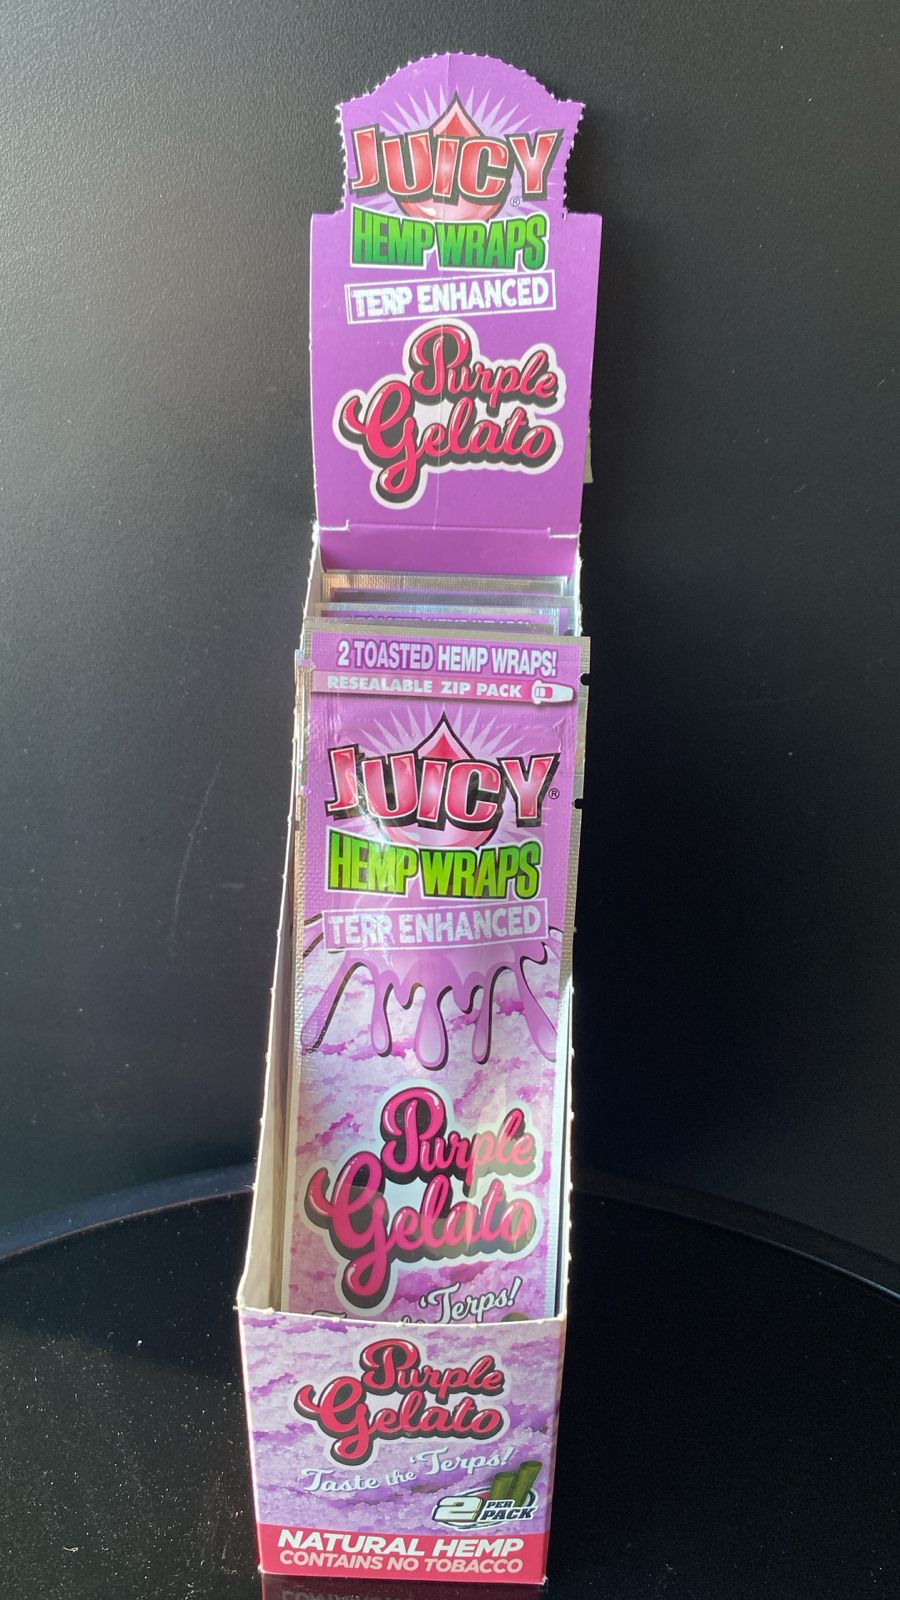 JUICY®
HEMP WRAPS
TERP ENHANCED
Purple
Gelato
2 TOASTED HEMP WRAPS!
RESEALABLE ZIP PACK
JUICY®
HEMP WRAPS
TERP ENHANCED
Purple
Gelato
'Terps!
Purple
Gelato
Taste the 'Terps!
2 PER
PACK
NATURAL HEMP
CONTAINS NO TOBACCO